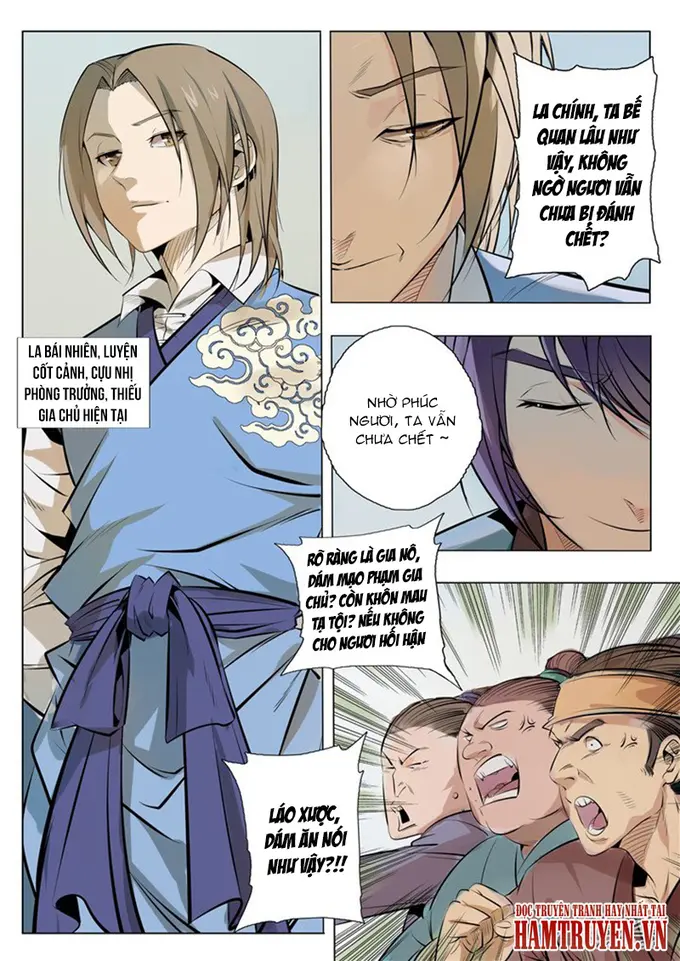 LA CHÍNH, TA BẾ
QUAN LÂU NHƯ
VẬY, KHÔNG
NGỜ NGƯƠI VẪN
CHƯA BỊ ĐÁNH
CHẾT?
LA BÁI NHIÊN, LUYỆN
CỐT CẢNH, CỰU NHỊ
PHÒNG TRƯỞNG, THIẾU
GIA CHỦ HIỆN TẠI
NHỜ PHÚC
NGƯƠI, TA VẪN
CHƯA CHẾT ~
RÕ RÀNG LÀ GIA NÔ,
DÁM MẠO PHẠM GIA
CHỦ? CÒN KHÔN MAU
TẠ TỘI? NẾU KHÔNG
CHO NGƯƠI HỐI HẬN
LÁO XƯỢC,
DÁM ĂN NÓI
NHƯ VẬY?!!
ĐỌC TRUYỆN TRANH HAY NHẤT TẠI
HAMTRUYEN.VN